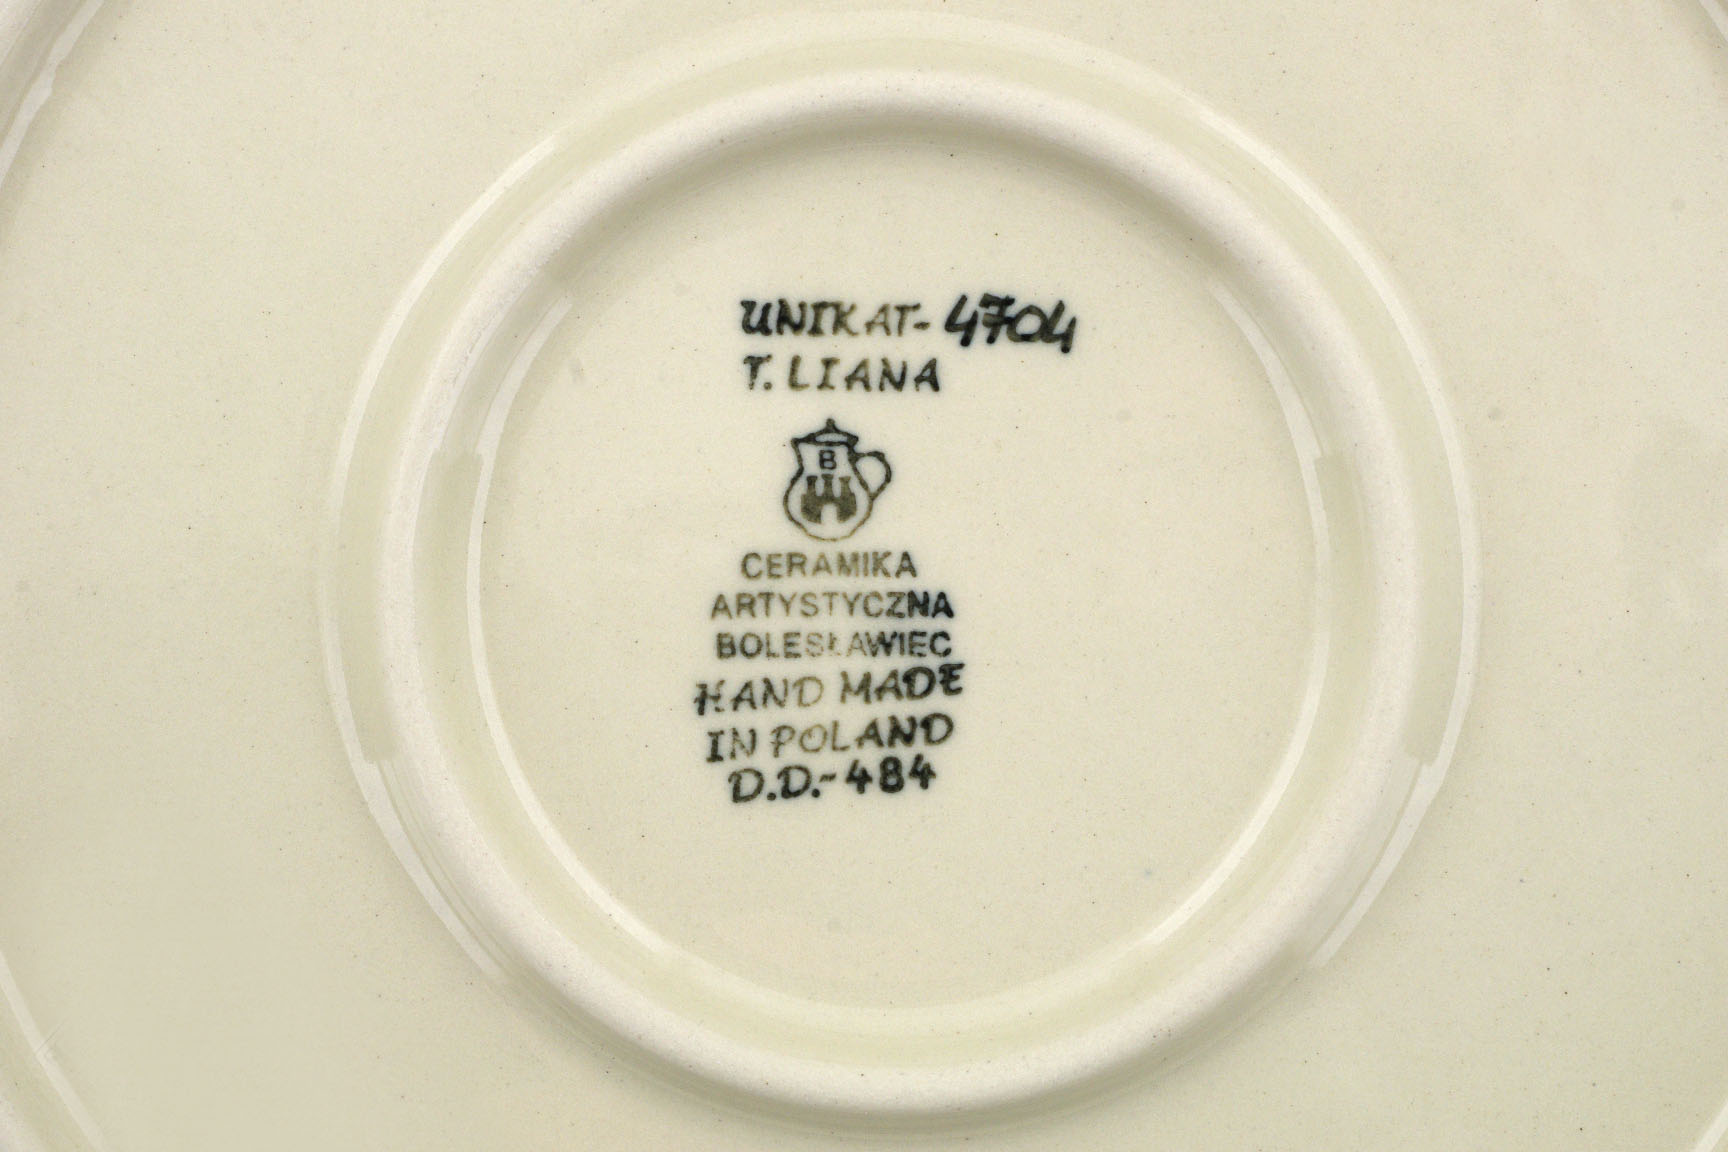 UNIKAT-4704
T. LIANA
B
CERAMIKA
ARTYSTYCZNA
BOLESŁAWIEC
HAND MADE
IN POLAND
D.D.-484